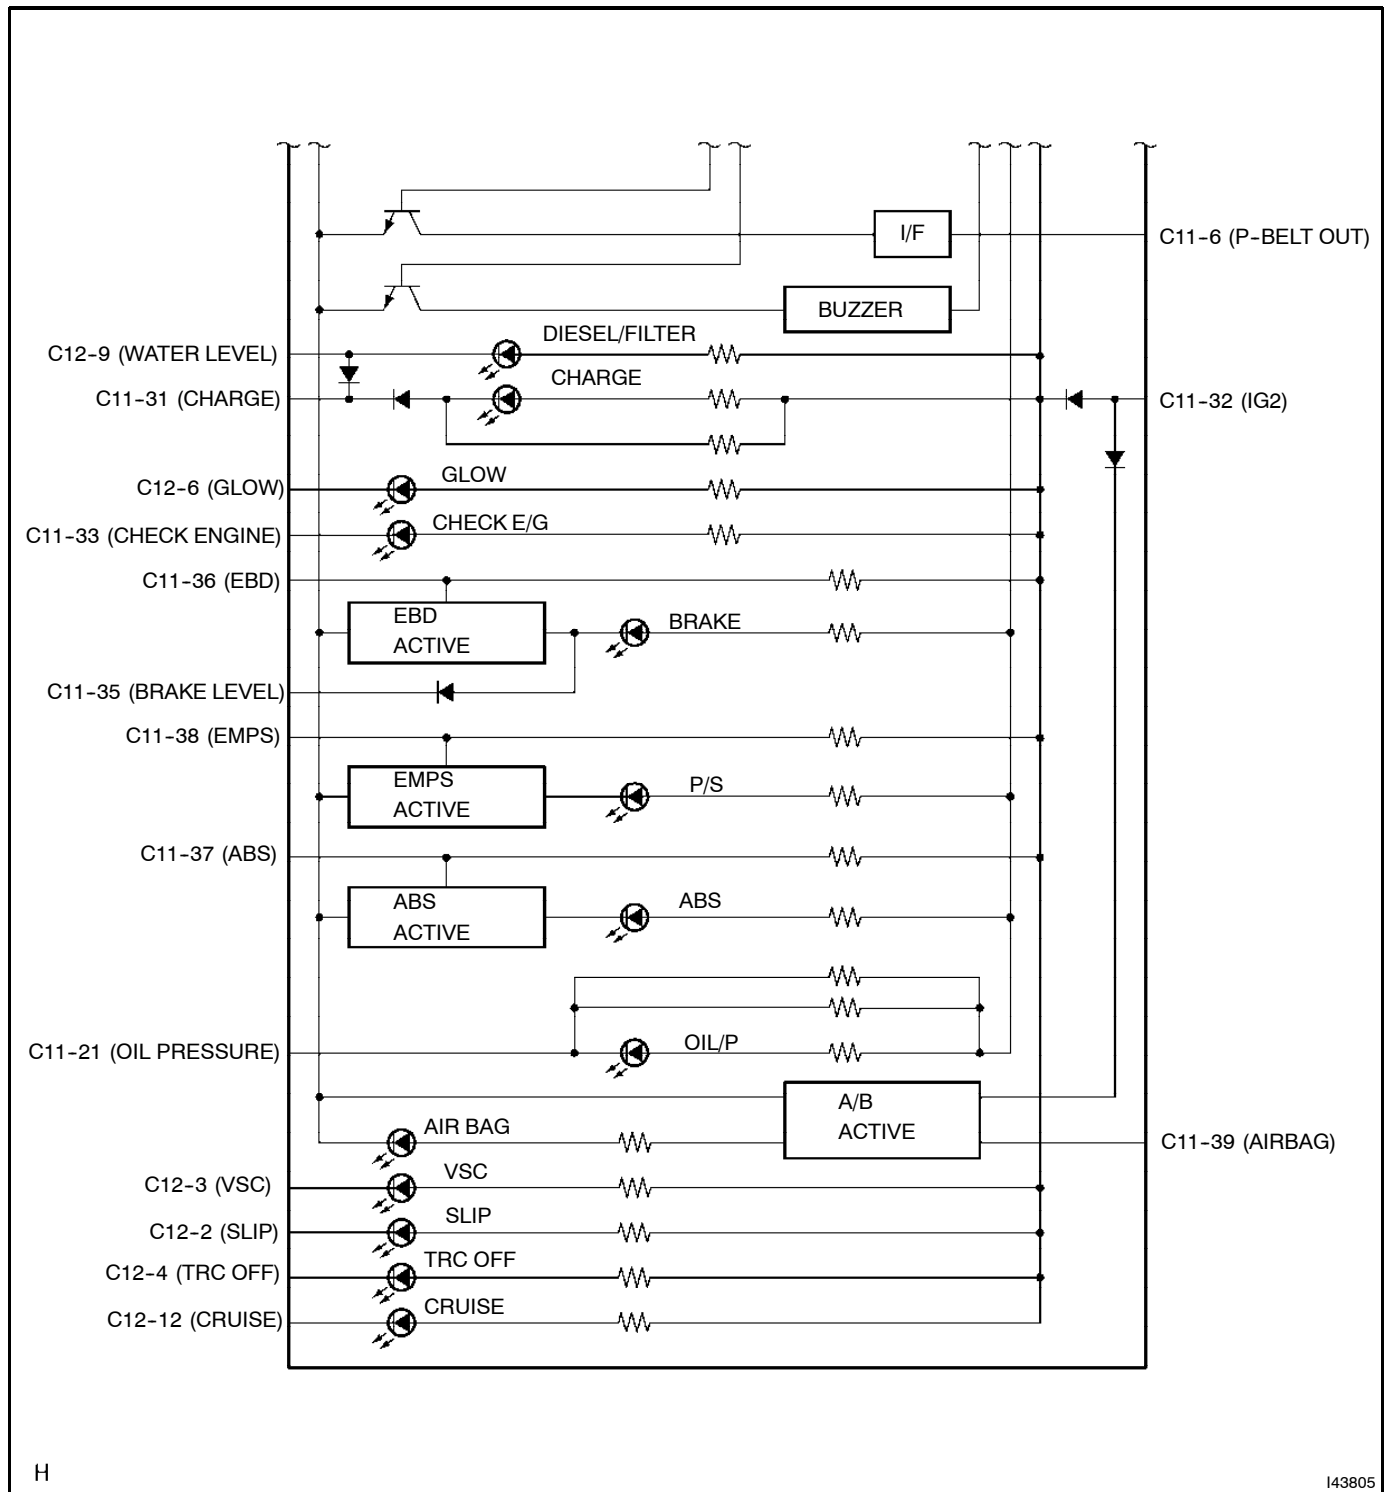 I/F
C11-6 (P-BELT OUT)
BUZZER
DIESEL/FILTER
C12-9 (WATER LEVEL)
CHARGE
C11-31 (CHARGE)
C11-32 (IG2)
GLOW
C12-6 (GLOW)
CHECK E/G
C11-33 (CHECK ENGINE)
C11-36 (EBD)
EBD
ACTIVE
BRAKE
C11-35 (BRAKE LEVEL)
C11-38 (EMPS)
EMPS
ACTIVE
P/S
C11-37 (ABS)
ABS
ACTIVE
ABS
C11-21 (OIL PRESSURE)
OIL/P
A/B
ACTIVE
AIR BAG
C11-39 (AIRBAG)
VSC
C12-3 (VSC)
SLIP
C12-2 (SLIP)
TRC OFF
C12-4 (TRC OFF)
CRUISE
C12-12 (CRUISE)
H
I43805